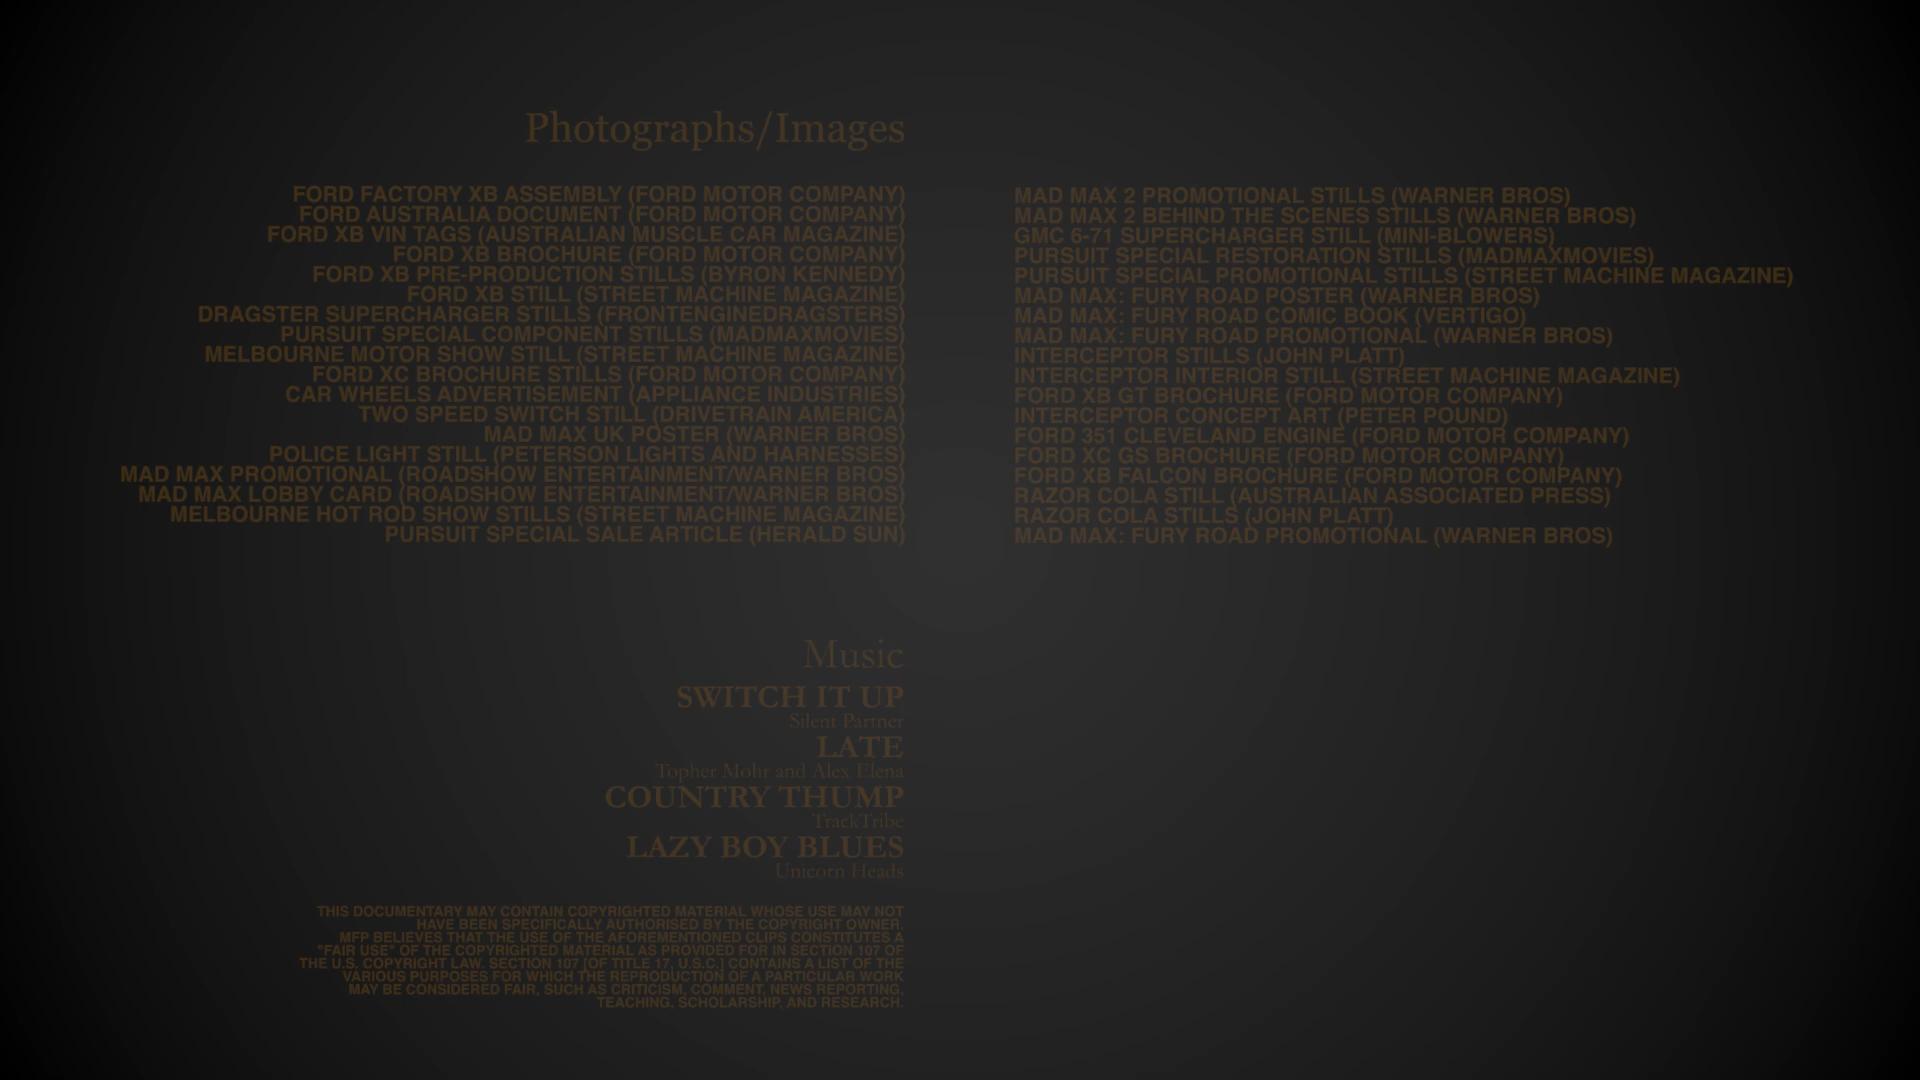 Photographs/Images
FORD FACTORY XB ASSEMBLY (FORD MOTOR COMPANY)
FORD AUSTRALIA DOCUMENT (FORD MOTOR COMPANY)
FORD XB VIN TAGS (AUSTRALIAN MUSCLE CAR MAGAZINE)
FORD XB BROCHURE (FORD MOTOR COMPANY)
FORD XB PRE-PRODUCTION STILLS (BYRON KENNEDY)
FORD XB STILL (STREET MACHINE MAGAZINE)
DRAGSTER SUPERCHARGER STILLS (FRONTENGINEDRAGSTERS)
PURSUIT SPECIAL COMPONENT STILLS (MADMAXMOVIES)
MELBOURNE MOTOR SHOW STILL (STREET MACHINE MAGAZINE)
FORD XC BROCHURE STILLS (FORD MOTOR COMPANY)
CAR WHEELS ADVERTISEMENT (APPLIANCE INDUSTRIES)
TWO SPEED SWITCH STILL (DRIVETRAIN AMERICA)
MAD MAX UK POSTER (WARNER BROS)
POLICE LIGHT STILL (PETERSON LIGHTS AND HARNESSES)
MAD MAX PROMOTIONAL (ROADSHOW ENTERTAINMENT/WARNER BROS)
MAD MAX LOBBY CARD (ROADSHOW ENTERTAINMENT/WARNER BROS)
MELBOURNE HOT ROD SHOW STILLS (STREET MACHINE MAGAZINE)
PURSUIT SPECIAL SALE ARTICLE (HERALD SUN)
MAD MAX 2 PROMOTIONAL STILLS (WARNER BROS)
MAD MAX 2 BEHIND THE SCENES STILLS (WARNER BROS)
GMC 6-71 SUPERCHARGER STILL (MINI-BLOWERS)
PURSUIT SPECIAL RESTORATION STILLS (MADMAXMOVIES)
PURSUIT SPECIAL PROMOTIONAL STILLS (STREET MACHINE MAGAZINE)
MAD MAX: FURY ROAD POSTER (WARNER BROS)
MAD MAX: FURY ROAD COMIC BOOK (VERTIGO)
MAD MAX: FURY ROAD PROMOTIONAL (WARNER BROS)
INTERCEPTOR STILLS (JOHN PLATT)
INTERCEPTOR INTERIOR STILL (STREET MACHINE MAGAZINE)
FORD XB GT BROCHURE (FORD MOTOR COMPANY)
INTERCEPTOR CONCEPT ART (PETER POUND)
FORD 351 CLEVELAND ENGINE (FORD MOTOR COMPANY)
FORD XC GS BROCHURE (FORD MOTOR COMPANY)
FORD XB FALCON BROCHURE (FORD MOTOR COMPANY)
RAZOR COLA STILL (AUSTRALIAN ASSOCIATED PRESS)
RAZOR COLA STILLS (JOHN PLATT)
MAD MAX: FURY ROAD PROMOTIONAL (WARNER BROS)
Music
SWITCH IT UP
Silent Partner
LATE
Topher Mohr and Alex Elena
COUNTRY THUMP
TrackTribe
LAZY BOY BLUES
Unicorn Heads
THIS DOCUMENTARY MAY CONTAIN COPYRIGHTED MATERIAL WHOSE USE MAY NOT
HAVE BEEN SPECIFICALLY AUTHORISED BY THE COPYRIGHT OWNER.
MFP BELIEVES THAT THE USE OF THE AFOREMENTIONED CLIPS CONSTITUTES A
"FAIR USE" OF THE COPYRIGHTED MATERIAL AS PROVIDED FOR IN SECTION 107 OF
THE U.S. COPYRIGHT LAW. SECTION 107 [OF TITLE 17, U.S.C.] CONTAINS A LIST OF THE
VARIOUS PURPOSES FOR WHICH THE REPRODUCTION OF A PARTICULAR WORK
MAY BE CONSIDERED FAIR, SUCH AS CRITICISM, COMMENT, NEWS REPORTING,
TEACHING, SCHOLARSHIP, AND RESEARCH.